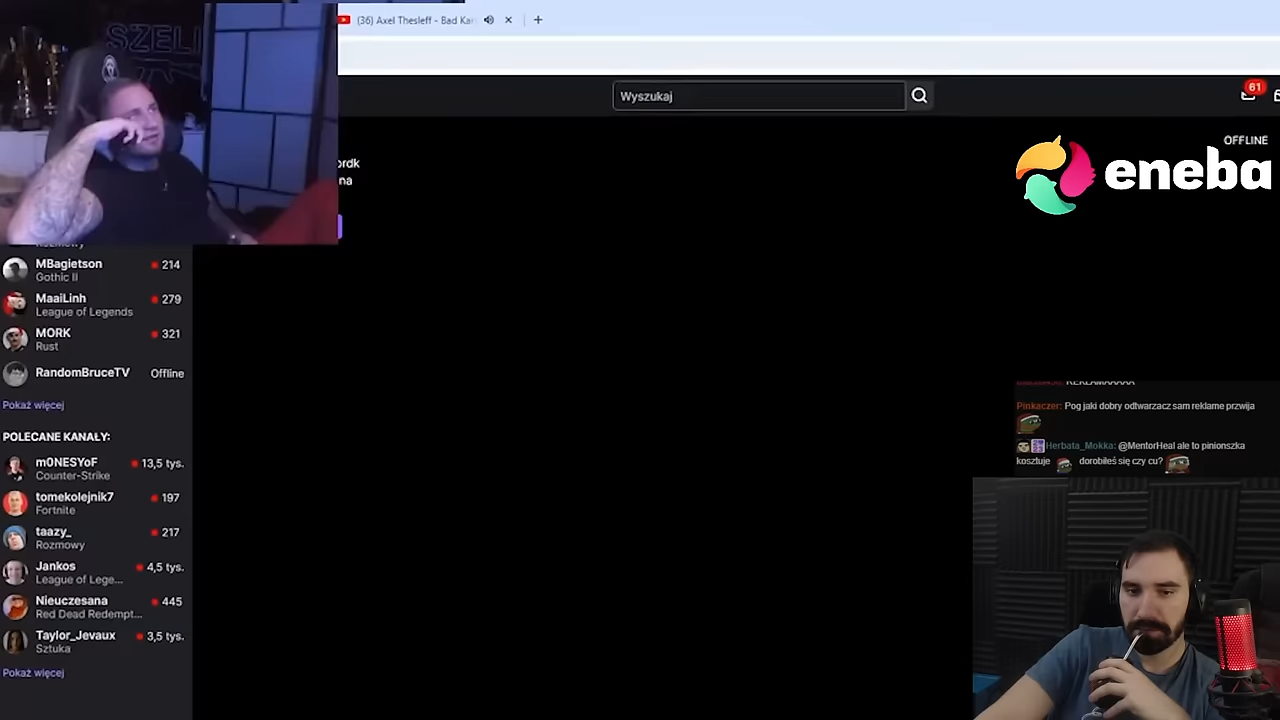 (36) Axel Thesleff - Bad Ka
SZELI
Wyszukaj
61
OFFLINE
eneba
ordk
na
Rozmowy
MBagietson 214
Gothic II
MaaiLinh 279
League of Legends
MORK 321
Rust
RandomBruceTV Offline
Pokaż więcej
POLECANE KANAŁY:
m0NESYoF 13,5 tys.
Counter-Strike
tomekolejnik7 197
Fortnite
taazy_ 217
Rozmowy
Jankos 4,5 tys.
League of Lege...
Nieuczesana 445
Red Dead Redempt...
Taylor_Jevaux 3,5 tys.
Sztuka
Pokaż więcej
Pinkaczer: Pog jaki dobry odtwarzacz sam reklame przwija
Herbata_Mokka: @MentorHeal ale to pinionszka
kosztuje dorobiłeś się czy cu?